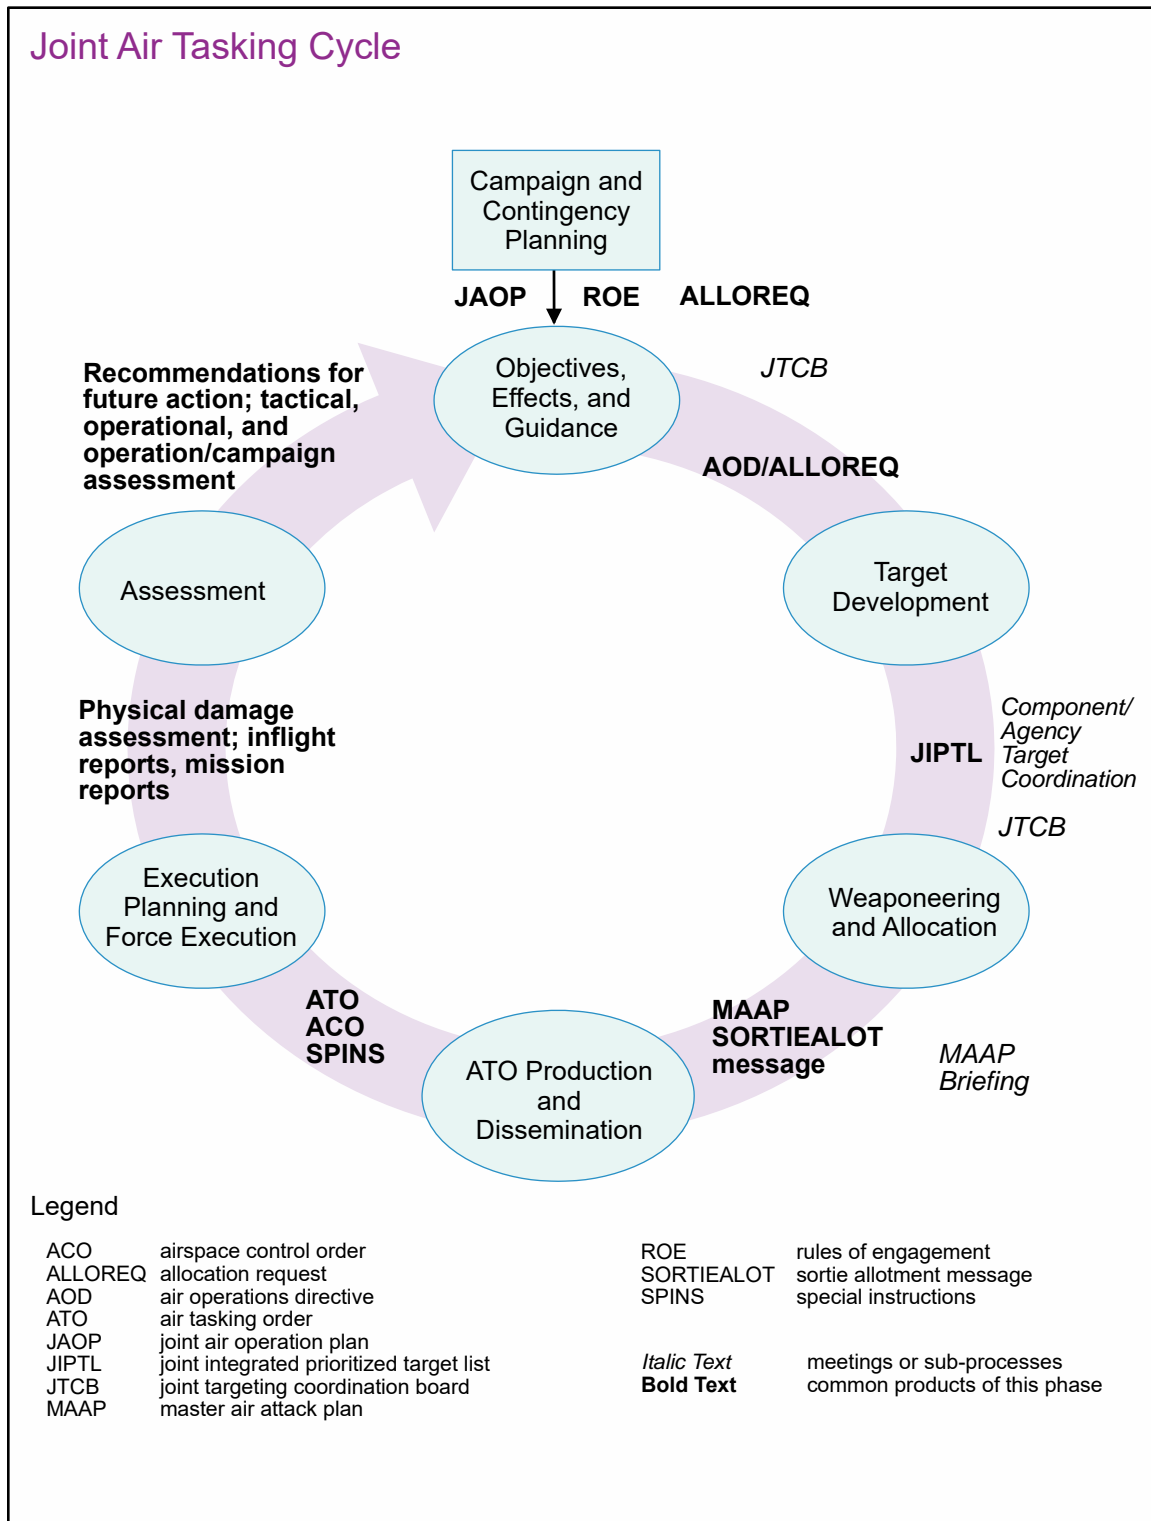 Joint Air Tasking Cycle
Campaign and
Contingency
Planning
JAOP ROE ALLOREQ
Objectives,
Effects, and
Guidance
JTCB
AOD/ALLOREQ
Target
Development
Component/
Agency
Target
Coordination
JIPTL
JTCB
Weaponeering
and Allocation
MAAP
SORTIEALOT
message
MAAP
Briefing
ATO Production
and
Dissemination
ATO
ACO
SPINS
Execution
Planning and
Force Execution
Physical damage
assessment; inflight
reports, mission
reports
Assessment
Recommendations for
future action; tactical,
operational, and
operation/campaign
assessment
Legend
ACO airspace control order
ALLOREQ allocation request
AOD air operations directive
ATO air tasking order
JAOP joint air operation plan
JIPTL joint integrated prioritized target list
JTCB joint targeting coordination board
MAAP master air attack plan
ROE rules of engagement
SORTIEALOT sortie allotment message
SPINS special instructions
Italic Text meetings or sub-processes
Bold Text common products of this phase